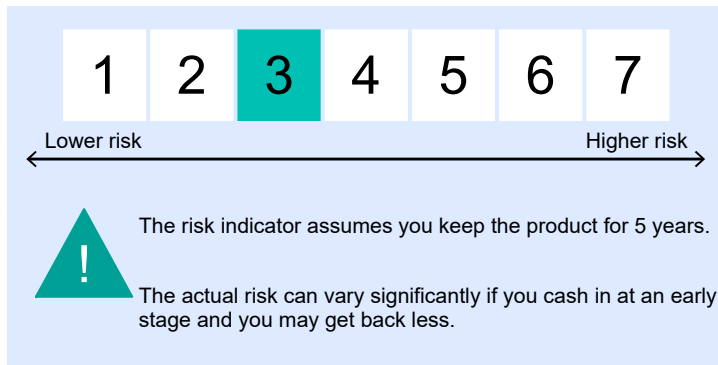 1 2 3 4 5 6 7
Lower risk Higher risk
!
The risk indicator assumes you keep the product for 5 years.
The actual risk can vary significantly if you cash in at an early
stage and you may get back less.